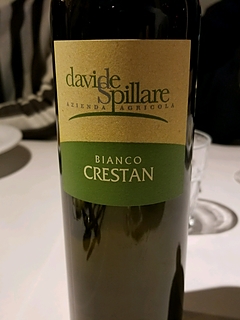 davide
Spillare
AZIENDA AGRICOLA
BIANCO
CRESTAN